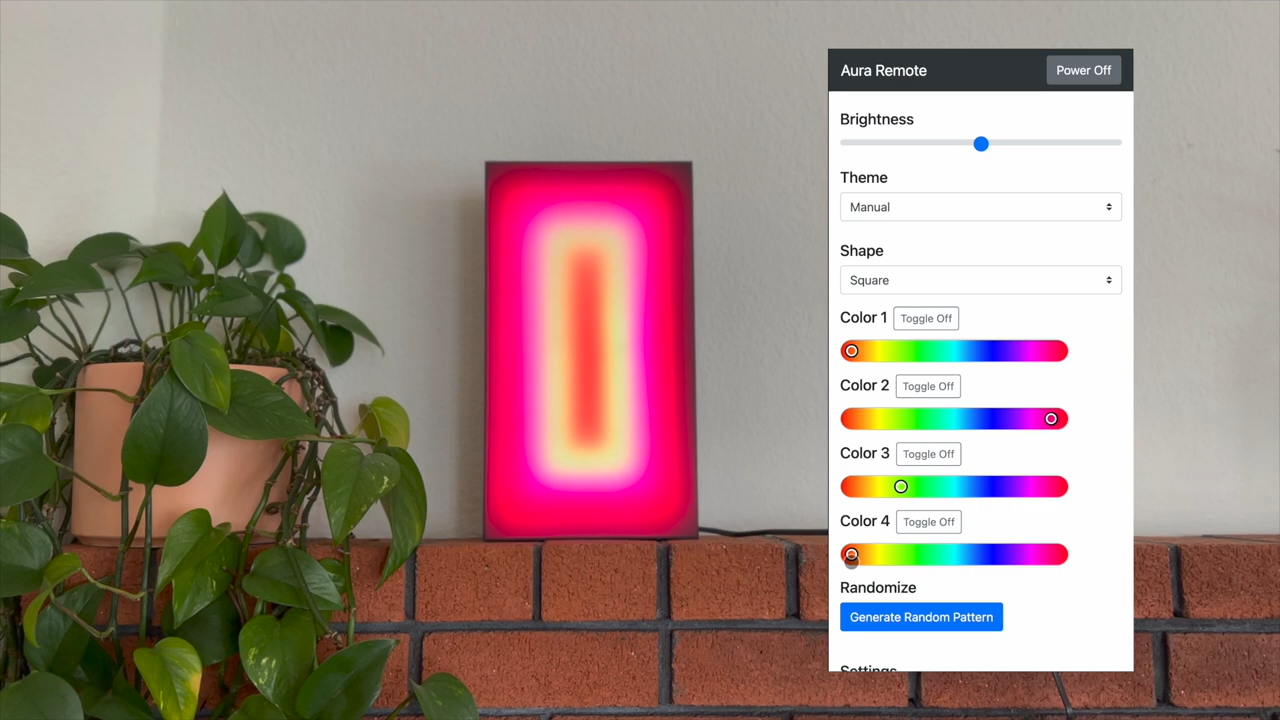 Aura Remote
Power Off
Brightness
Theme
Manual
Shape
Square
Color 1
Toggle Off
Color 2
Toggle Off
Color 3
Toggle Off
Color 4
Toggle Off
Randomize
Generate Random Pattern
Settings